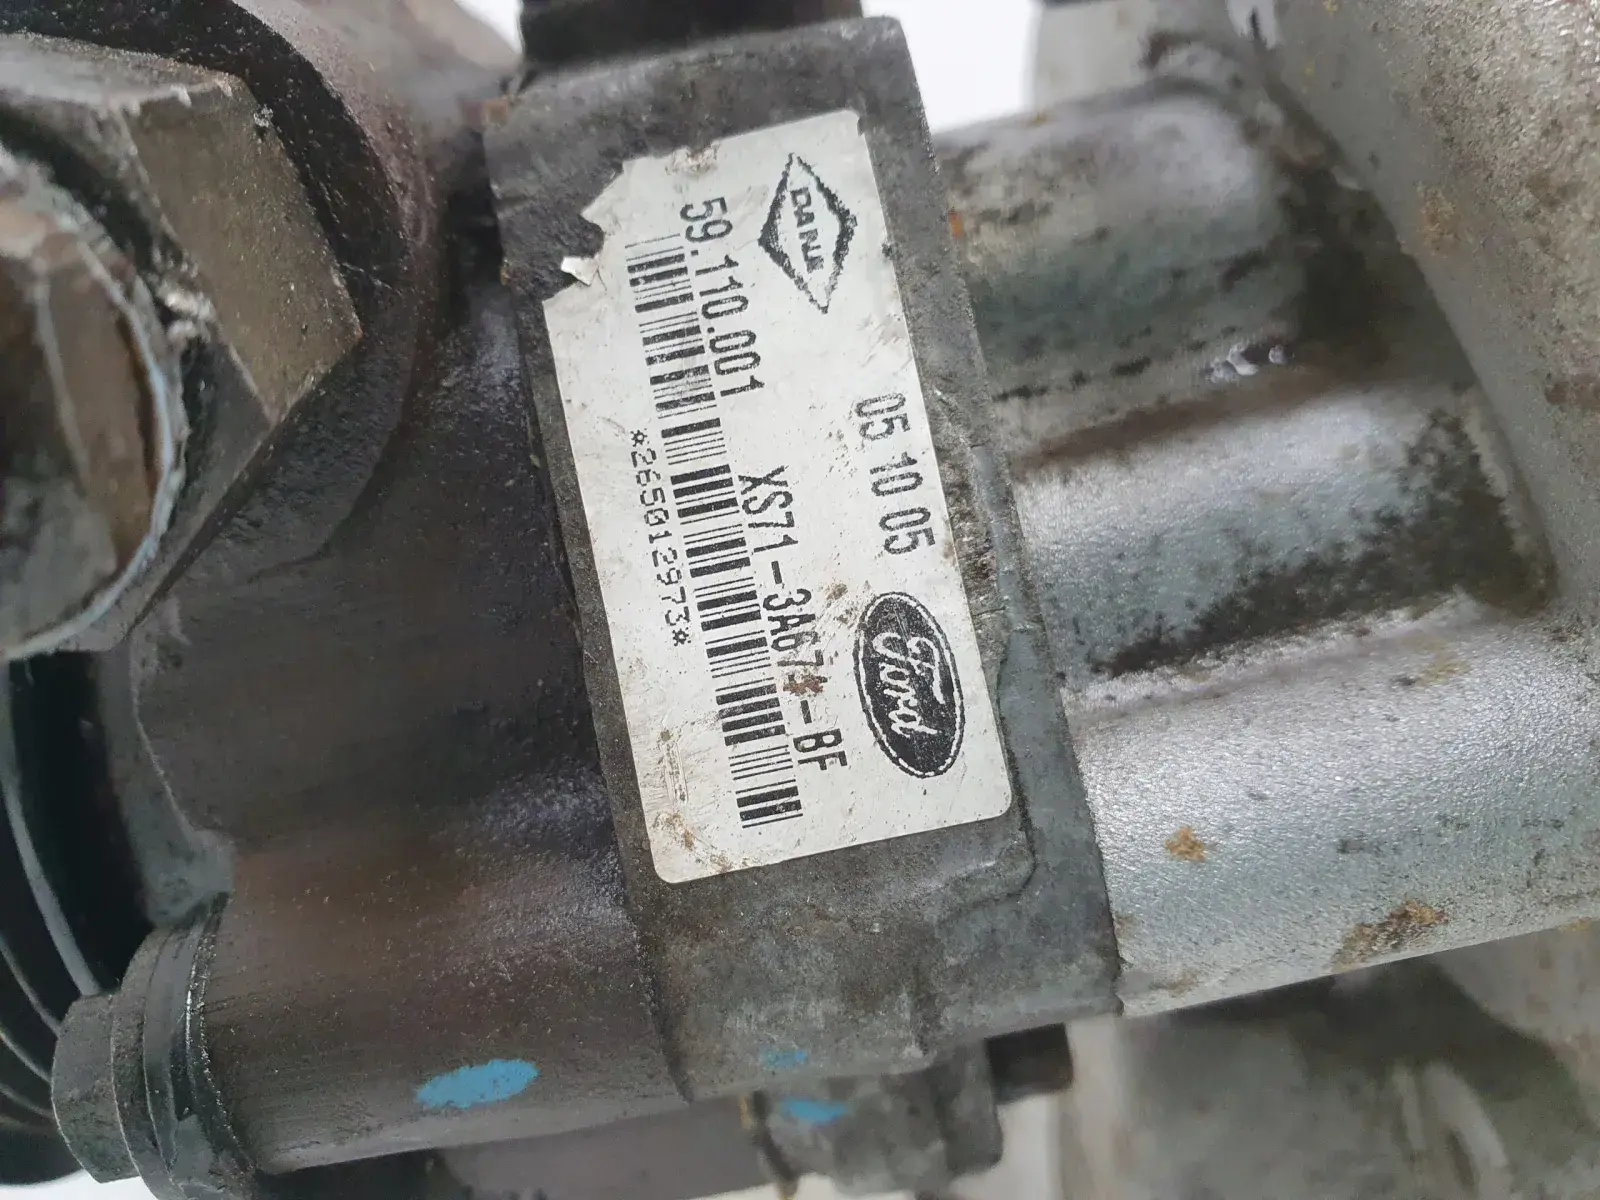 DANA
05 10 05
Ford
59.110.001
XS71-3A674-BF
*265012973*